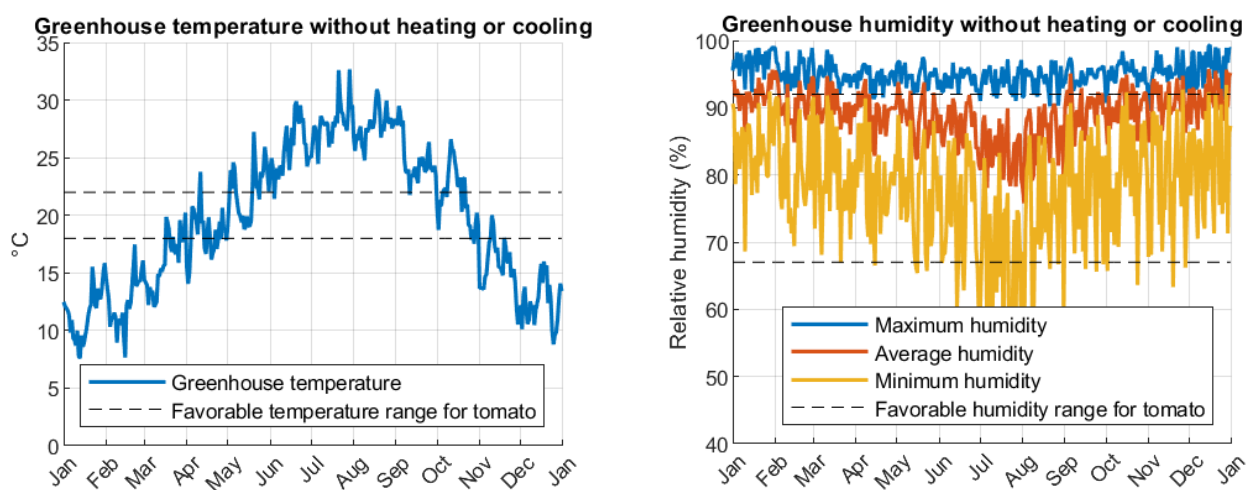 Greenhouse temperature without heating or cooling
35
30
25
20
15
10
5
0
°C
Greenhouse temperature
Favorable temperature range for tomato
Jan
Feb
Mar
Apr
May
Jun
Jul
Aug
Sep
Oct
Nov
Dec
Jan
Greenhouse humidity without heating or cooling
100
90
80
70
60
50
40
Relative humidity (%)
Maximum humidity
Average humidity
Minimum humidity
Favorable humidity range for tomato
Jan
Feb
Mar
Apr
May
Jun
Jul
Aug
Sep
Oct
Nov
Dec
Jan